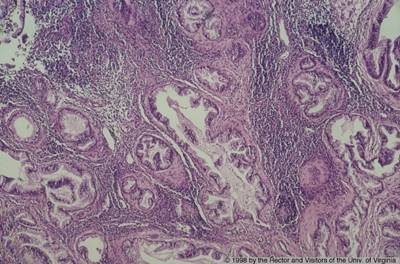 © 1998 by the Rector and Visitors of the Univ. of Virginia